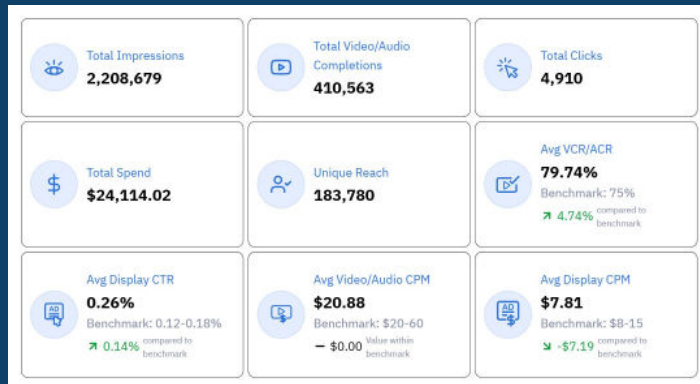 Total Impressions
2,208,679
Total Video/Audio
Completions
410,563
Total Clicks
4,910
Total Spend
$24,114.02
Unique Reach
183,780
Avg VCR/ACR
79.74%
Benchmark: 75%
4.74% compared to
benchmark
Avg Display CTR
0.26%
Benchmark: 0.12-0.18%
0.14% compared to
benchmark
Avg Video/Audio CPM
$20.88
Benchmark: $20-60
— $0.00 Value within
benchmark
Avg Display CPM
$7.81
Benchmark: $8-15
-$7.19 compared to
benchmark
AD
AD